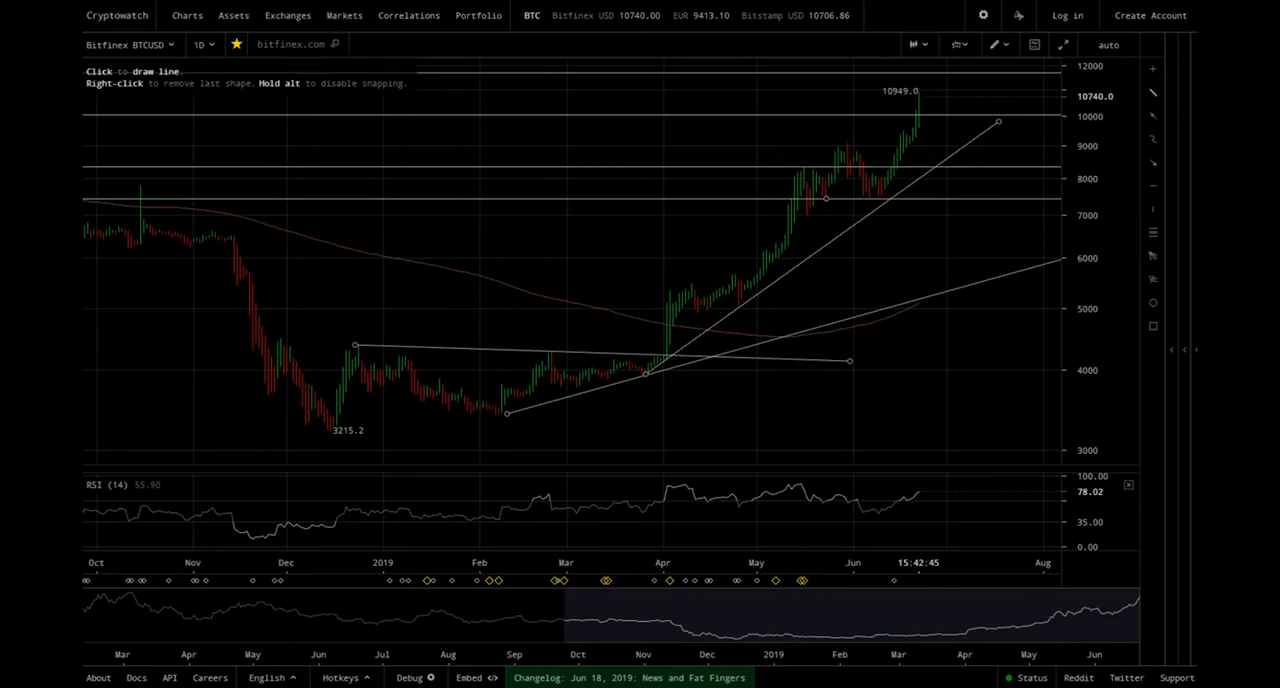 Cryptowatch Charts Assets Exchanges Markets Correlations Portfolio BTC Bitfinex USD 10740.00 EUR 9413.10 Bitstamp USD 10706.86 Log in Create Account
Bitfinex BTCUSD 1D bitfinex.com auto
Click to draw line.
Right-click to remove last shape. Hold alt to disable snapping.
12000
10949.0
10740.0
10000
9000
8000
7000
6000
5000
4000
3215.2
3000
100.00
RSI (14) 55.90
78.02
35.00
0.00
Oct Nov Dec 2019 Feb Mar Apr May Jun 15:42:45 Aug
Mar Apr May Jun Jul Aug Sep Oct Nov Dec 2019 Feb Mar Apr May Jun
About Docs API Careers English Hotkeys Debug Embed Changelog: Jun 18, 2019: News and Fat Fingers Status Reddit Twitter Support